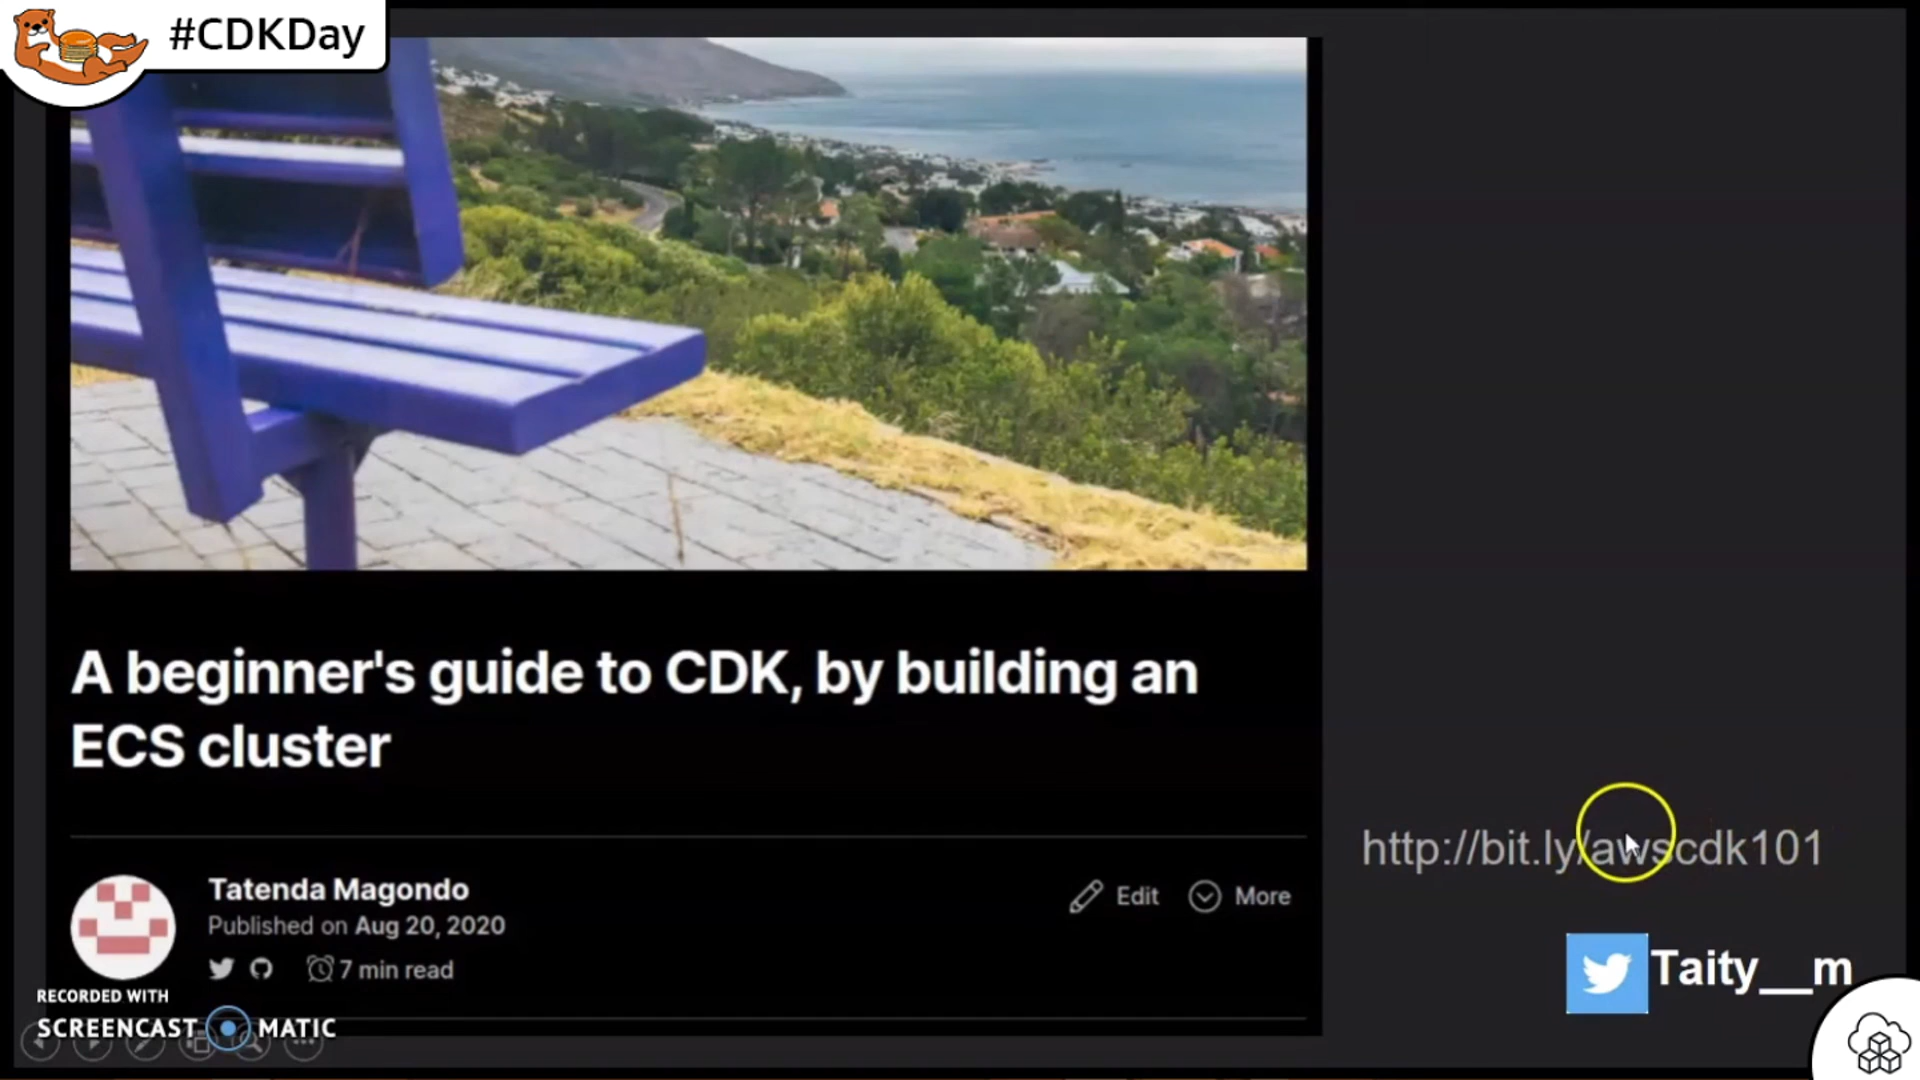 #CDKDay
A beginner's guide to CDK, by building an
ECS cluster
Tatenda Magondo
Published on Aug 20, 2020
7 min read
Edit
More
http://bit.ly/awscdk101
Taity__m
RECORDED WITH
SCREENCAST MATIC